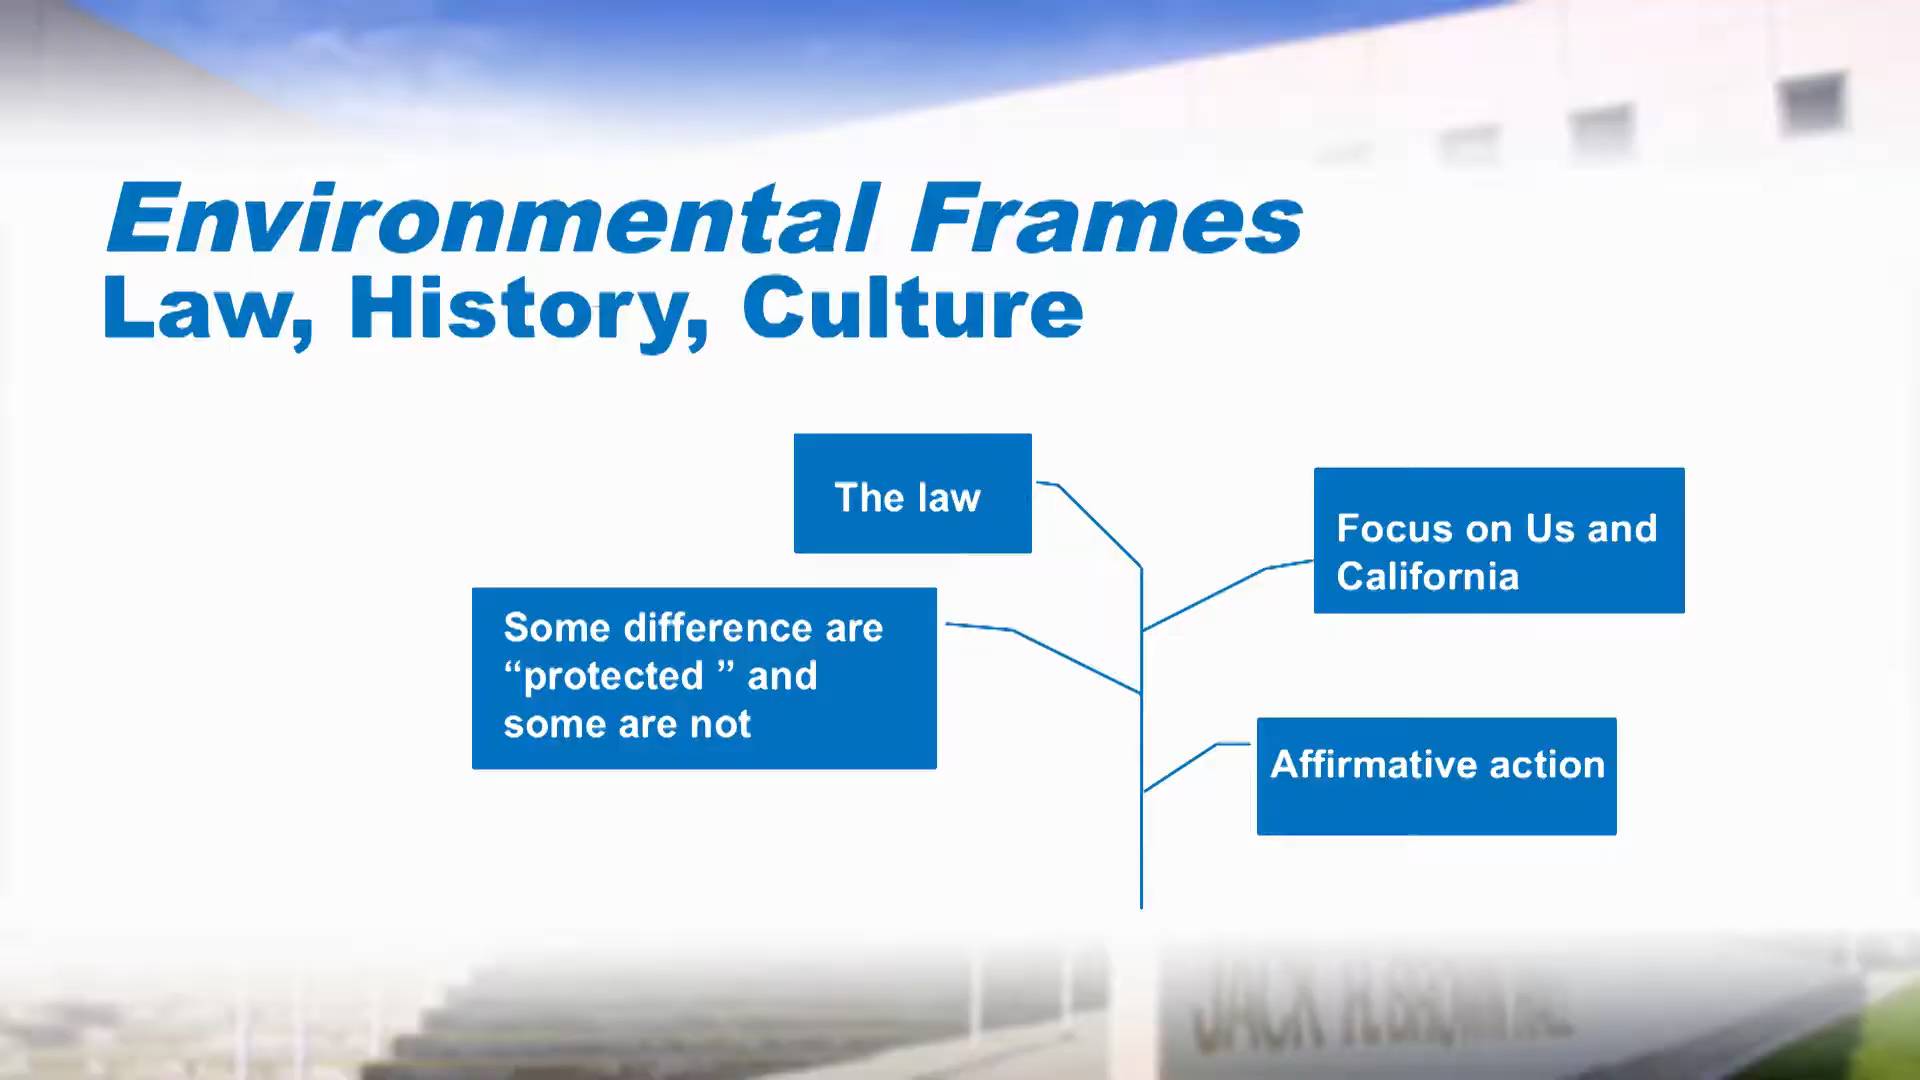 Environmental Frames
Law, History, Culture
The law
Focus on Us and
California
Some difference are
“protected ” and
some are not
Affirmative action
JACK H.